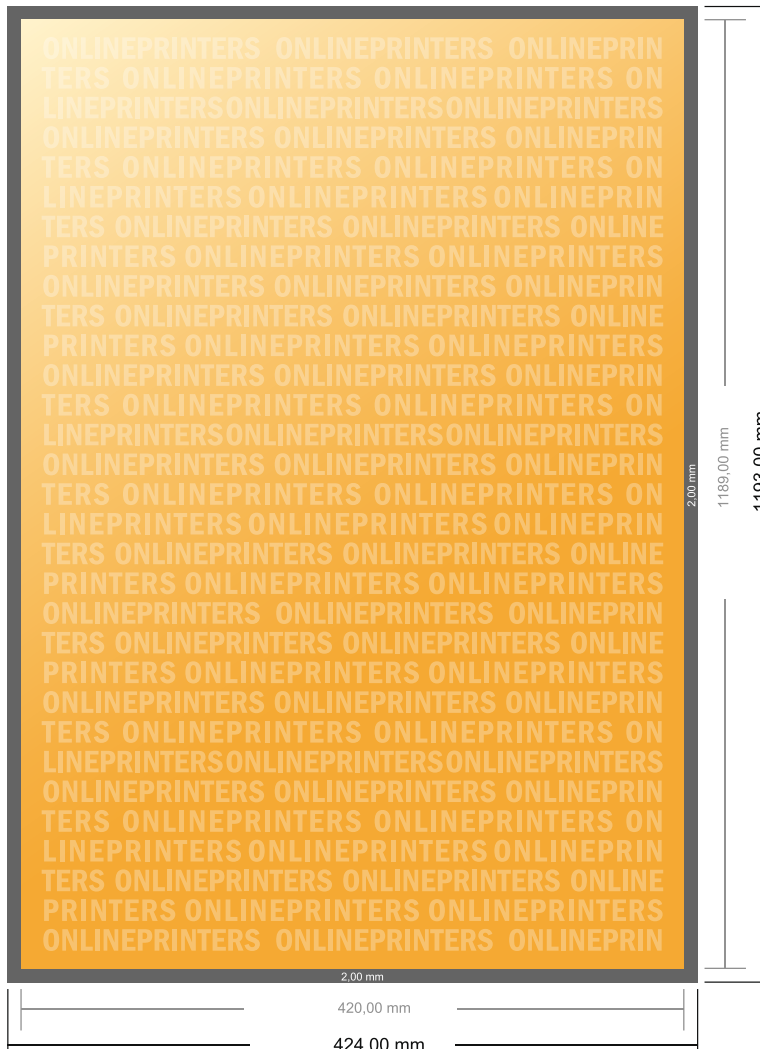 ONLINEPRINTERS ONLINEPRINTERS ONLINEPRIN
TERS ONLINEPRINTERS ONLINEPRINTERS ON
LINEPRINTERSONLINEPRINTERSONLINEPRINTERS
ONLINEPRINTERS ONLINEPRINTERS ONLINEPRIN
TERS ONLINEPRINTERS ONLINEPRINTERS ON
LINEPRINTERS ONLINEPRINTERS ONLINEPRIN
TERS ONLINEPRINTERS ONLINEPRINTERS ONLINE
PRINTERS ONLINEPRINTERS ONLINEPRINTERS
ONLINEPRINTERS ONLINEPRINTERS ONLINEPRIN
TERS ONLINEPRINTERS ONLINEPRINTERS ONLINE
PRINTERS ONLINEPRINTERS ONLINEPRINTERS
ONLINEPRINTERS ONLINEPRINTERS ONLINEPRIN
TERS ONLINEPRINTERS ONLINEPRINTERS ON
LINEPRINTERSONLINEPRINTERSONLINEPRINTERS
ONLINEPRINTERS ONLINEPRINTERS ONLINEPRIN
TERS ONLINEPRINTERS ONLINEPRINTERS ON
LINEPRINTERS ONLINEPRINTERS ONLINEPRIN
TERS ONLINEPRINTERS ONLINEPRINTERS ONLINE
PRINTERS ONLINEPRINTERS ONLINEPRINTERS
ONLINEPRINTERS ONLINEPRINTERS ONLINEPRIN
TERS ONLINEPRINTERS ONLINEPRINTERS ONLINE
PRINTERS ONLINEPRINTERS ONLINEPRINTERS
ONLINEPRINTERS ONLINEPRINTERS ONLINEPRIN
TERS ONLINEPRINTERS ONLINEPRINTERS ON
LINEPRINTERSONLINEPRINTERSONLINEPRINTERS
ONLINEPRINTERS ONLINEPRINTERS ONLINEPRIN
TERS ONLINEPRINTERS ONLINEPRINTERS ON
LINEPRINTERS ONLINEPRINTERS ONLINEPRIN
TERS ONLINEPRINTERS ONLINEPRINTERS ONLINE
PRINTERS ONLINEPRINTERS ONLINEPRINTERS
ONLINEPRINTERS ONLINEPRINTERS ONLINEPRIN
2,00 mm
1189,00 mm
1193,00 mm
2,00 mm
420,00 mm
424,00 mm